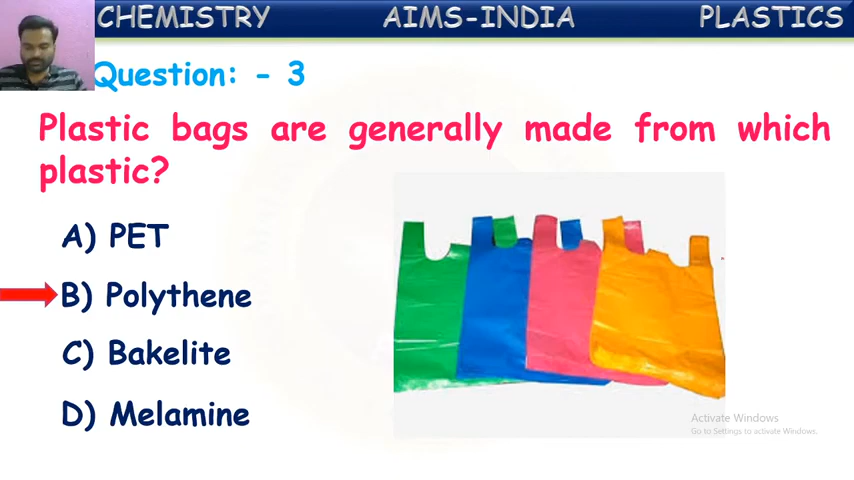 CHEMISTRY AIMS-INDIA PLASTICS
Question: - 3
Plastic bags are generally made from which
plastic?
A) PET
B) Polythene
C) Bakelite
D) Melamine
Activate Windows
Go to Settings to activate Windows.